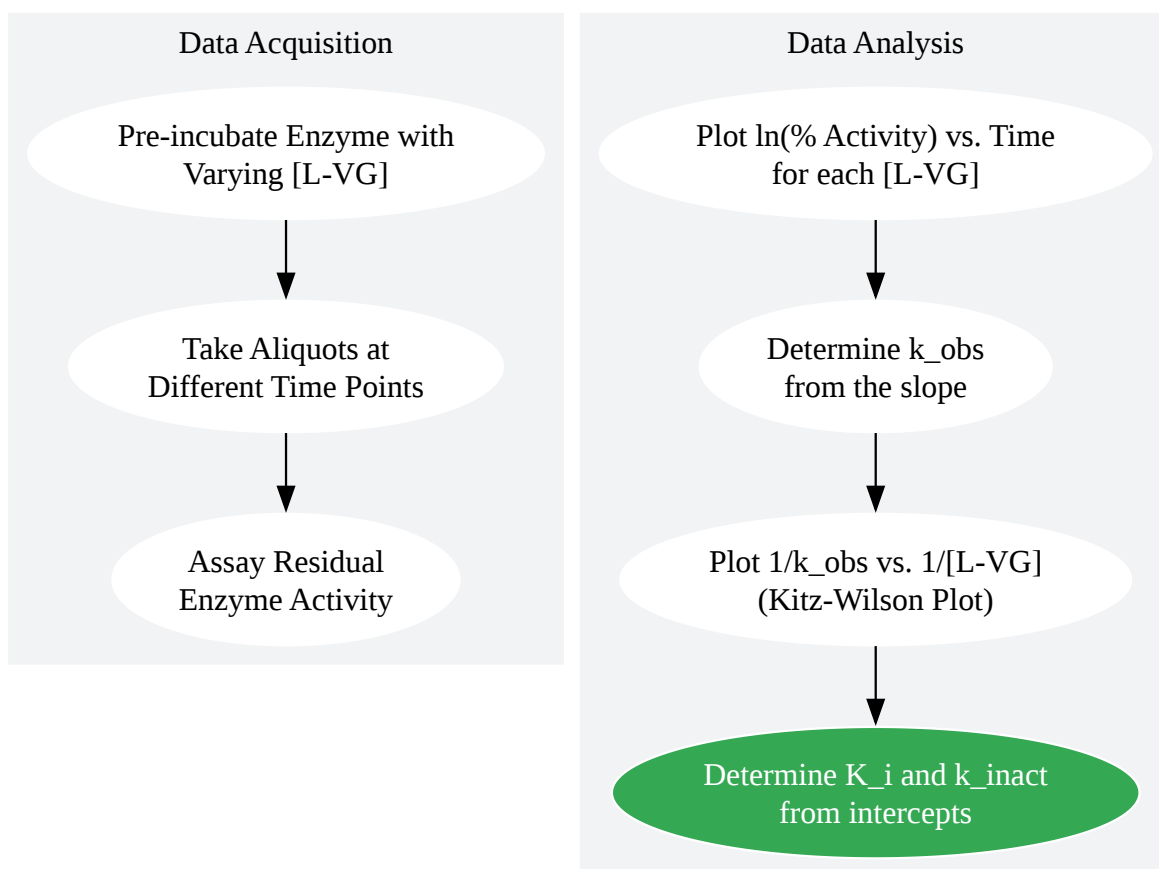 Data Acquisition
Pre-incubate Enzyme with
Varying [L-VG]
Take Aliquots at
Different Time Points
Assay Residual
Enzyme Activity
Data Analysis
Plot ln(% Activity) vs. Time
for each [L-VG]
Determine k_obs
from the slope
Plot 1/k_obs vs. 1/[L-VG]
(Kitz-Wilson Plot)
Determine K_i and k_inact
from intercepts